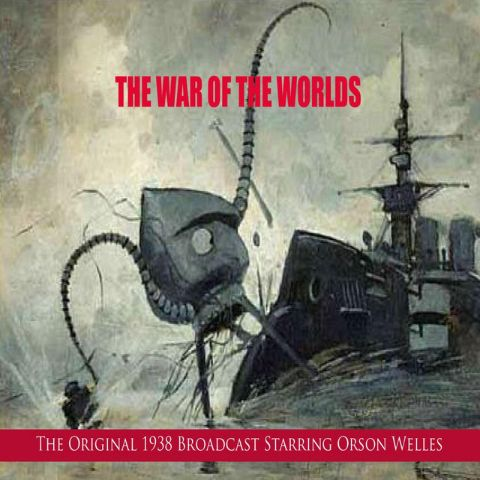 THE WAR OF THE WORLDS
THE ORIGINAL 1938 BROADCAST STARRING ORSON WELLES